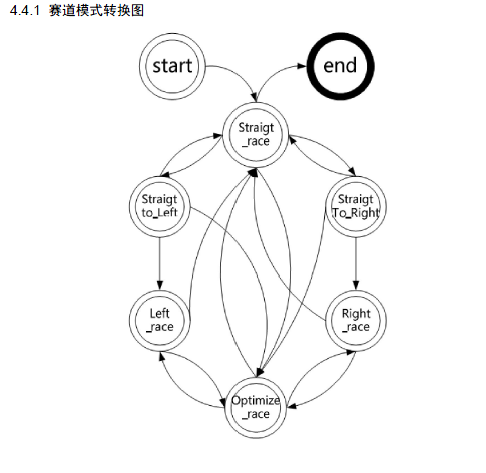 4.4.1 赛道模式转换图
start
end
Straigt
_race
Straigt
to_Left
Straigt
To_Right
Left
_race
Right
_race
Optimize
_race